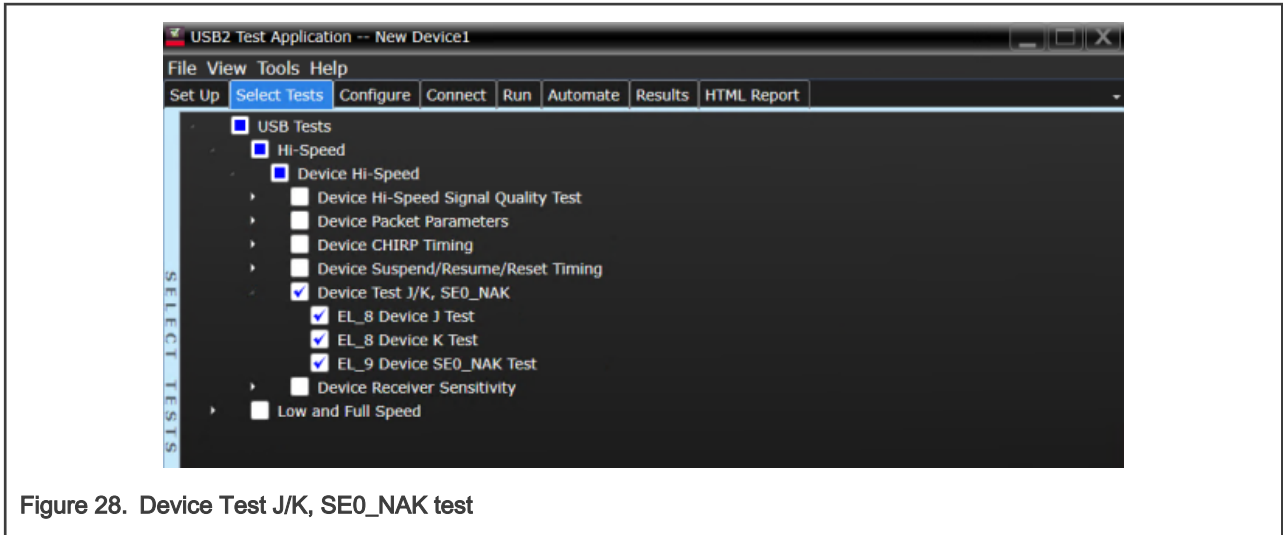 USB2 Test Application -- New Device1
File View Tools Help
Set Up Select Tests Configure Connect Run Automate Results HTML Report
USB Tests
Hi-Speed
Device Hi-Speed
Device Hi-Speed Signal Quality Test
Device Packet Parameters
Device CHIRP Timing
Device Suspend/Resume/Reset Timing
Device Test J/K, SE0_NAK
EL_8 Device J Test
EL_8 Device K Test
EL_9 Device SE0_NAK Test
Device Receiver Sensitivity
Low and Full Speed
SELECT TESTS
Figure 28. Device Test J/K, SE0_NAK test